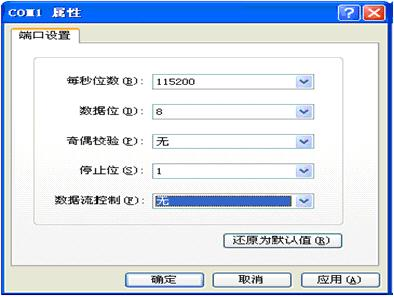 COM1 属性
端口设置
每秒位数(B): 115200
数据位(D): 8
奇偶校验(P): 无
停止位(S): 1
数据流控制(F): 无
还原为默认值(R)
确定 取消 应用(A)